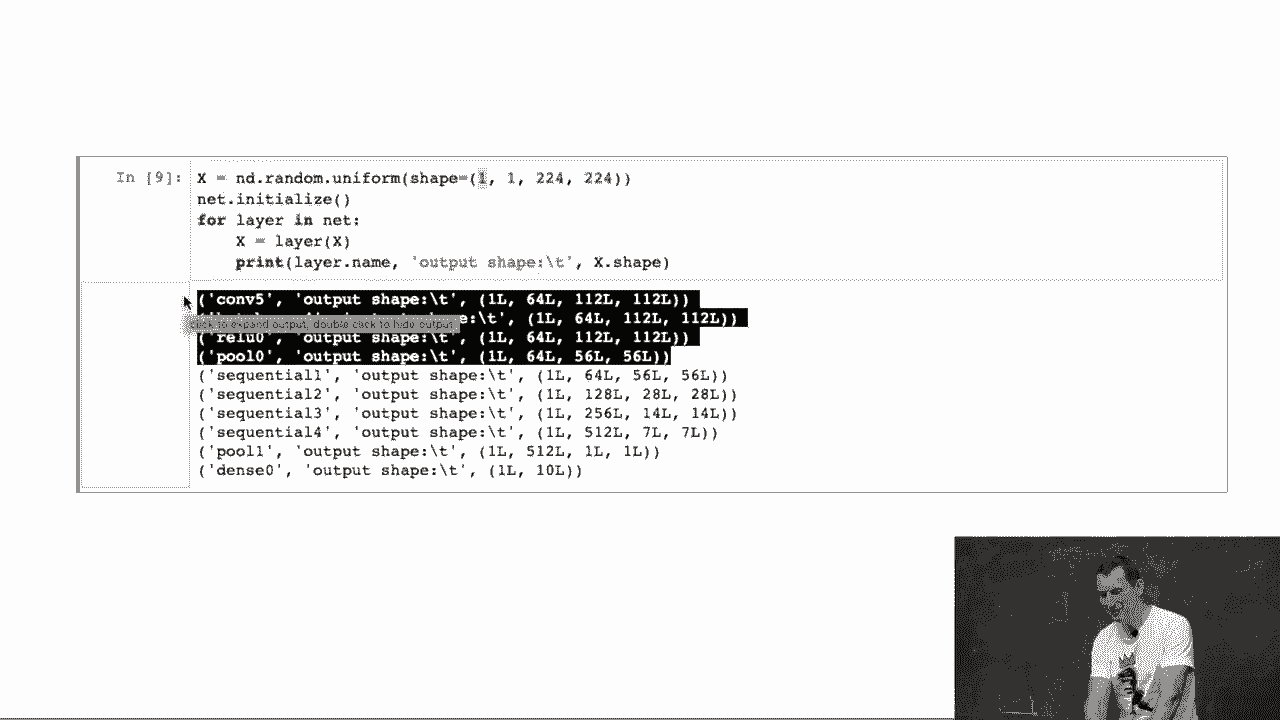 In [9]: X = nd.random.uniform(shape=(1, 1, 224, 224))
net.initialize()
for layer in net:
X = layer(X)
print(layer.name, 'output shape:\t', X.shape)
('conv5', 'output shape:\t', (1L, 64L, 112L, 112L))
:\t', (1L, 64L, 112L, 112L))
click to expand output; double click to hide output
('relu0', 'output shape:\t', (1L, 64L, 112L, 112L))
('pool0', 'output shape:\t', (1L, 64L, 56L, 56L))
('sequential1', 'output shape:\t', (1L, 64L, 56L, 56L))
('sequential2', 'output shape:\t', (1L, 128L, 28L, 28L))
('sequential3', 'output shape:\t', (1L, 256L, 14L, 14L))
('sequential4', 'output shape:\t', (1L, 512L, 7L, 7L))
('pool1', 'output shape:\t', (1L, 512L, 1L, 1L))
('dense0', 'output shape:\t', (1L, 10L))